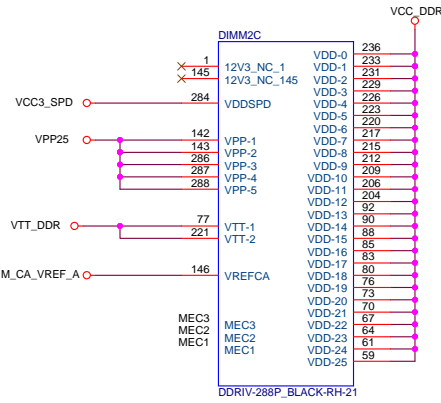 VCC_DDR
DIMM2C
1 12V3_NC_1 VDD-0 236
145 12V3_NC_145 VDD-1 233
VDD-2 231
VDD-3 229
VCC3_SPD 284 VDDSPD VDD-4 226
VDD-5 223
VDD-6 220
VPP25 142 VPP-1 VDD-7 217
143 VPP-2 VDD-8 215
286 VPP-3 VDD-9 212
287 VPP-4 VDD-10 209
288 VPP-5 VDD-11 206
VDD-12 204
VDD-13 92
VTT_DDR 77 VTT-1 VDD-14 90
221 VTT-2 VDD-15 88
VDD-16 85
VDD-17 83
M_CA_VREF_A 146 VREFCA VDD-18 80
VDD-19 76
VDD-20 73
VDD-21 70
MEC3 MEC3 VDD-22 67
MEC2 MEC2 VDD-23 64
MEC1 MEC1 VDD-24 61
VDD-25 59
DDRIV-288P_BLACK-RH-21